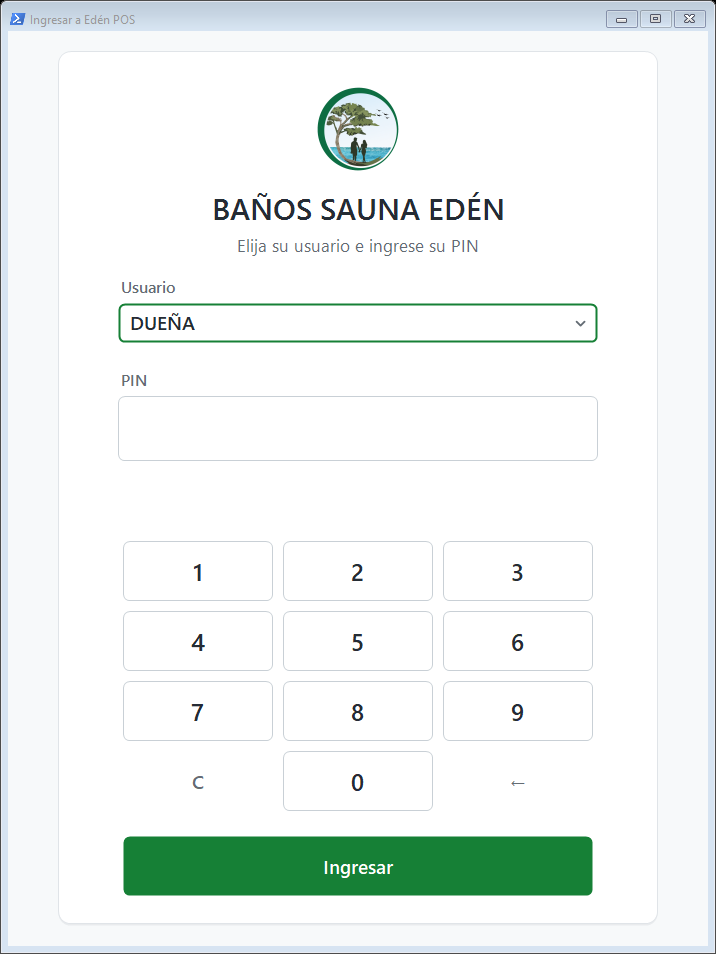 Ingresar a Edén POS
BAÑOS SAUNA EDÉN
Elija su usuario e ingrese su PIN
Usuario
DUEÑA
PIN
1 2 3
4 5 6
7 8 9
C 0 ←
Ingresar